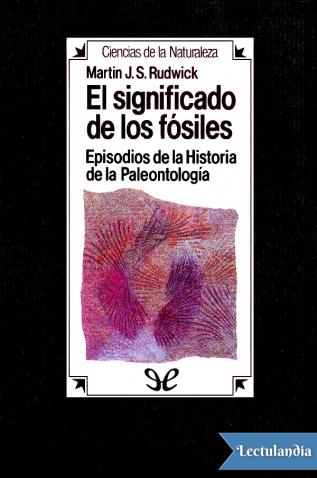 Ciencias de la Naturaleza
Martin J. S. Rudwick
El significado
de los fósiles
Episodios de la Historia
de la Paleontología
Lectulandia